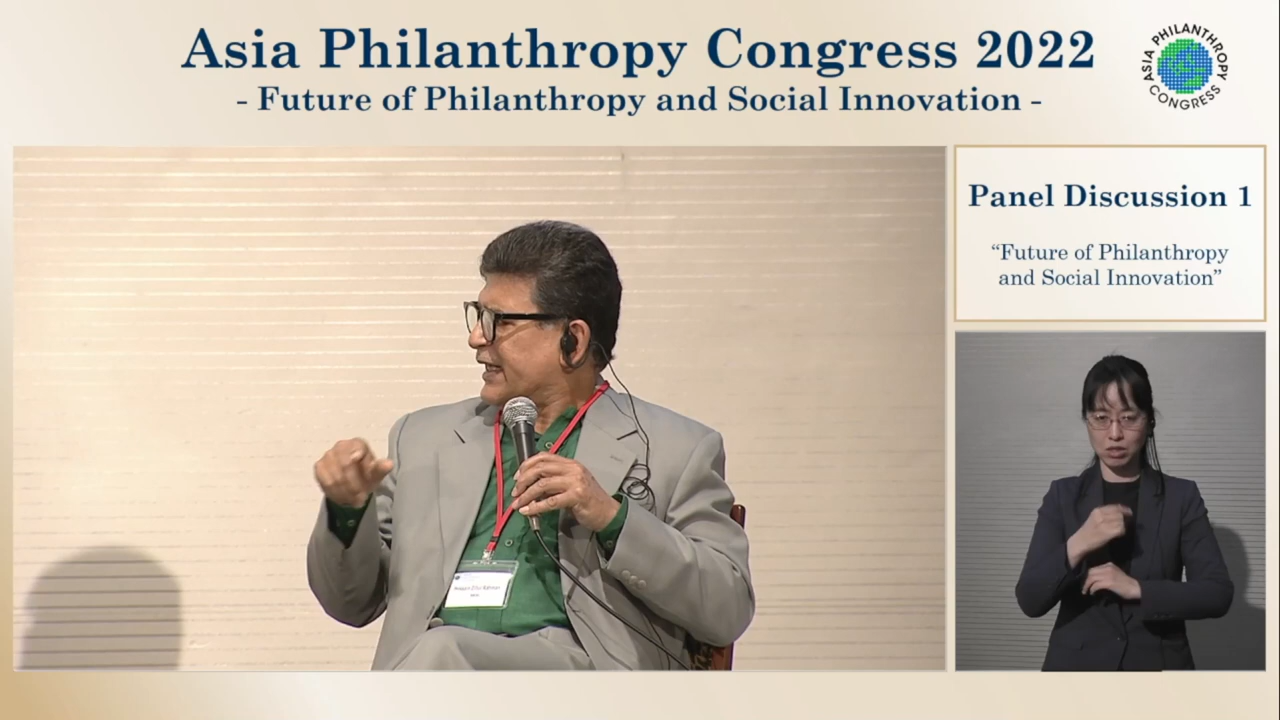 Asia Philanthropy Congress 2022
- Future of Philanthropy and Social Innovation -
ASIA PHILANTHROPY CONGRESS
Panel Discussion 1
“Future of Philanthropy
and Social Innovation”
Rahman